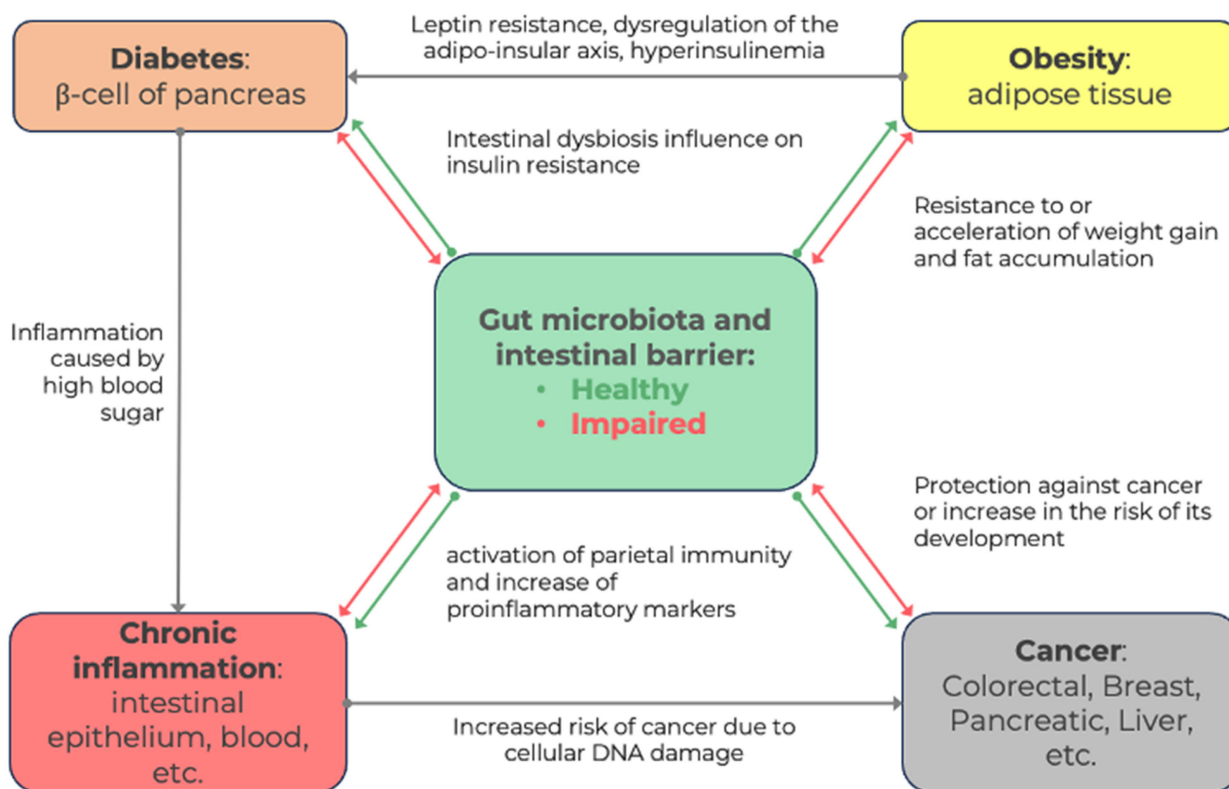 Leptin resistance, dysregulation of the
adipo-insular axis, hyperinsulinemia
Diabetes:
β-cell of pancreas
Obesity:
adipose tissue
Intestinal dysbiosis influence on
insulin resistance
Resistance to or
acceleration of weight gain
and fat accumulation
Gut microbiota and
intestinal barrier:
• Healthy
• Impaired
Inflammation
caused by
high blood
sugar
Protection against cancer
or increase in the risk of its
development
activation of parietal immunity
and increase of
proinflammatory markers
Chronic
inflammation:
intestinal
epithelium, blood,
etc.
Increased risk of cancer due to
cellular DNA damage
Cancer:
Colorectal, Breast,
Pancreatic, Liver,
etc.